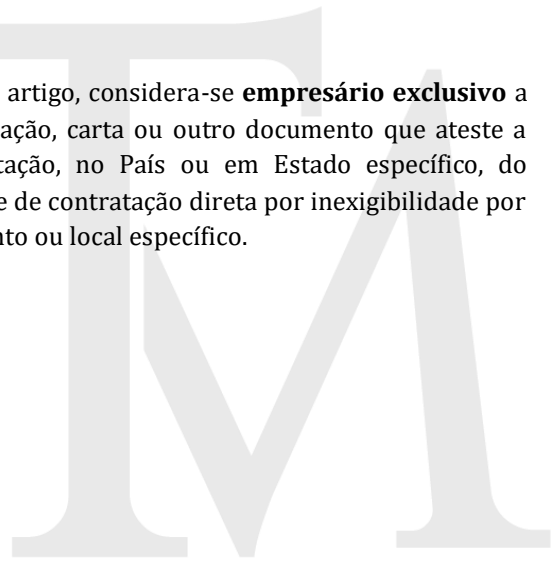 artigo, considera-se empresário exclusivo a
ação, carta ou outro documento que ateste a
tação, no País ou em Estado específico, do
e de contratação direta por inexigibilidade por
nto ou local específico.